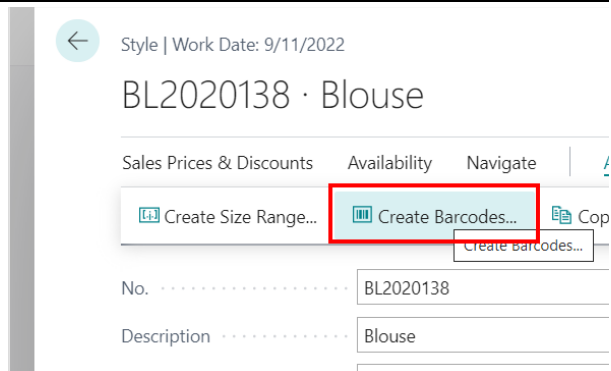 Style | Work Date: 9/11/2022
BL2020138 · Blouse
Sales Prices & Discounts Availability Navigate
Create Size Range... Create Barcodes...
Create Barcodes...
No. BL2020138
Description Blouse